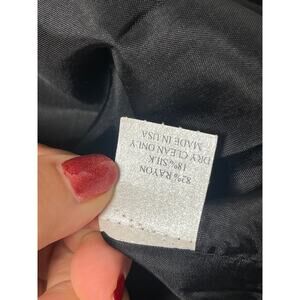 82% RAYON
18% SILK
DRY CLEAN ONLY
MADE IN USA